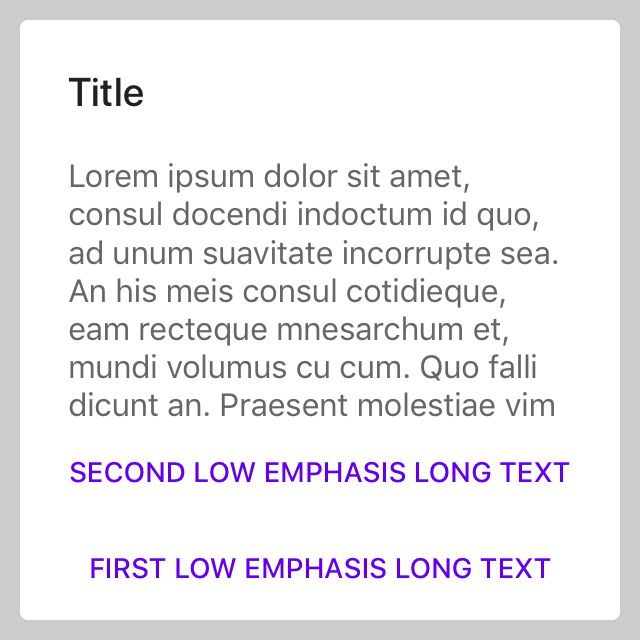 Title
Lorem ipsum dolor sit amet,
consul docendi indoctum id quo,
ad unum suavitate incorrupte sea.
An his meis consul cotidieque,
eam recteque mnesarchum et,
mundi volumus cu cum. Quo falli
dicunt an. Praesent molestiae vim
SECOND LOW EMPHASIS LONG TEXT
FIRST LOW EMPHASIS LONG TEXT